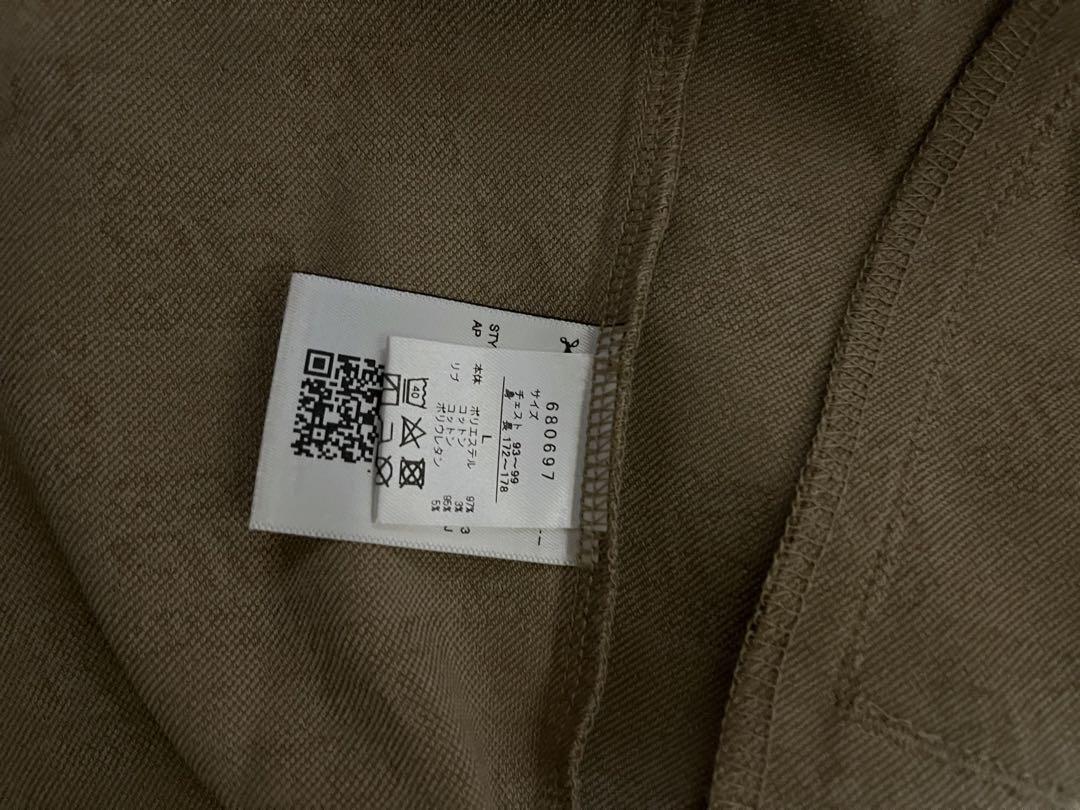 680697
サイズ
チェスト 93～99
身 長 172～178
L
本体 ポリエステル 97%
コットン 3%
リブ コットン 95%
ポリウレタン 5%
40
STY
AP
3